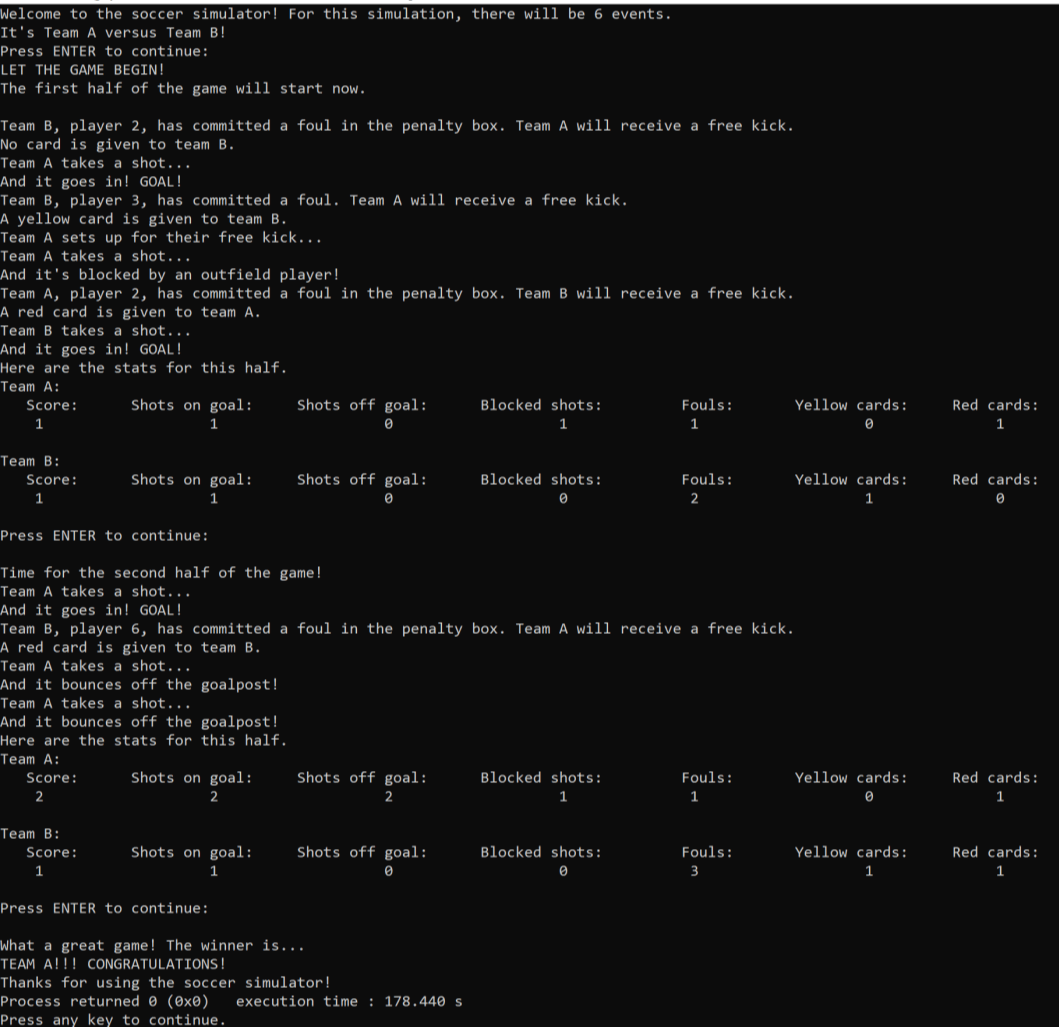 Welcome to the soccer simulator! For this simulation, there will be 6 events.
It's Team A versus Team B!
Press ENTER to continue:
LET THE GAME BEGIN!
The first half of the game will start now.

Team B, player 2, has committed a foul in the penalty box. Team A will receive a free kick.
No card is given to team B.
Team A takes a shot...
And it goes in! GOAL!
Team B, player 3, has committed a foul. Team A will receive a free kick.
A yellow card is given to team B.
Team A sets up for their free kick...
Team A takes a shot...
And it's blocked by an outfield player!
Team A, player 2, has committed a foul in the penalty box. Team B will receive a free kick.
A red card is given to team A.
Team B takes a shot...
And it goes in! GOAL!
Here are the stats for this half.
Team A:
Score: Shots on goal: Shots off goal: Blocked shots: Fouls: Yellow cards: Red cards:
1 1 0 1 1 0 1

Team B:
Score: Shots on goal: Shots off goal: Blocked shots: Fouls: Yellow cards: Red cards:
1 1 0 0 2 1 0

Press ENTER to continue:

Time for the second half of the game!
Team A takes a shot...
And it goes in! GOAL!
Team B, player 6, has committed a foul in the penalty box. Team A will receive a free kick.
A red card is given to team B.
Team A takes a shot...
And it bounces off the goalpost!
Team A takes a shot...
And it bounces off the goalpost!
Here are the stats for this half.
Team A:
Score: Shots on goal: Shots off goal: Blocked shots: Fouls: Yellow cards: Red cards:
2 2 2 1 1 0 1

Team B:
Score: Shots on goal: Shots off goal: Blocked shots: Fouls: Yellow cards: Red cards:
1 1 0 0 3 1 1

Press ENTER to continue:

What a great game! The winner is...
TEAM A!!! CONGRATULATIONS!
Thanks for using the soccer simulator!
Process returned 0 (0x0) execution time : 178.440 s
Press any key to continue.